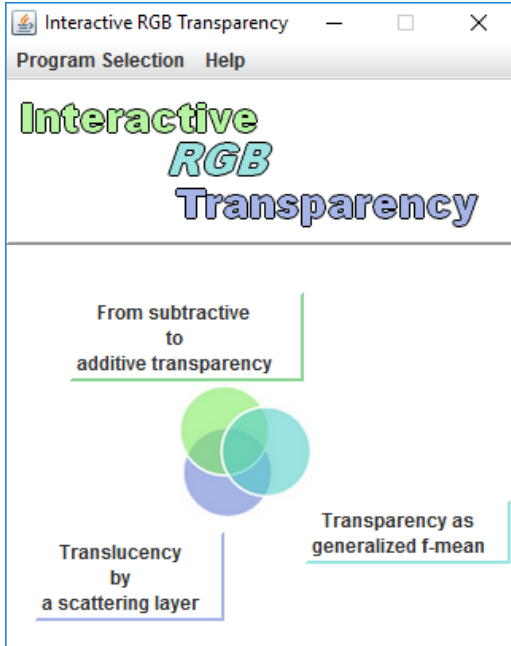 Interactive RGB Transparency
Program Selection Help
Interactive
RGB
Transparency
From subtractive
to
additive transparency
Transparency as
generalized f-mean
Translucency
by
a scattering layer